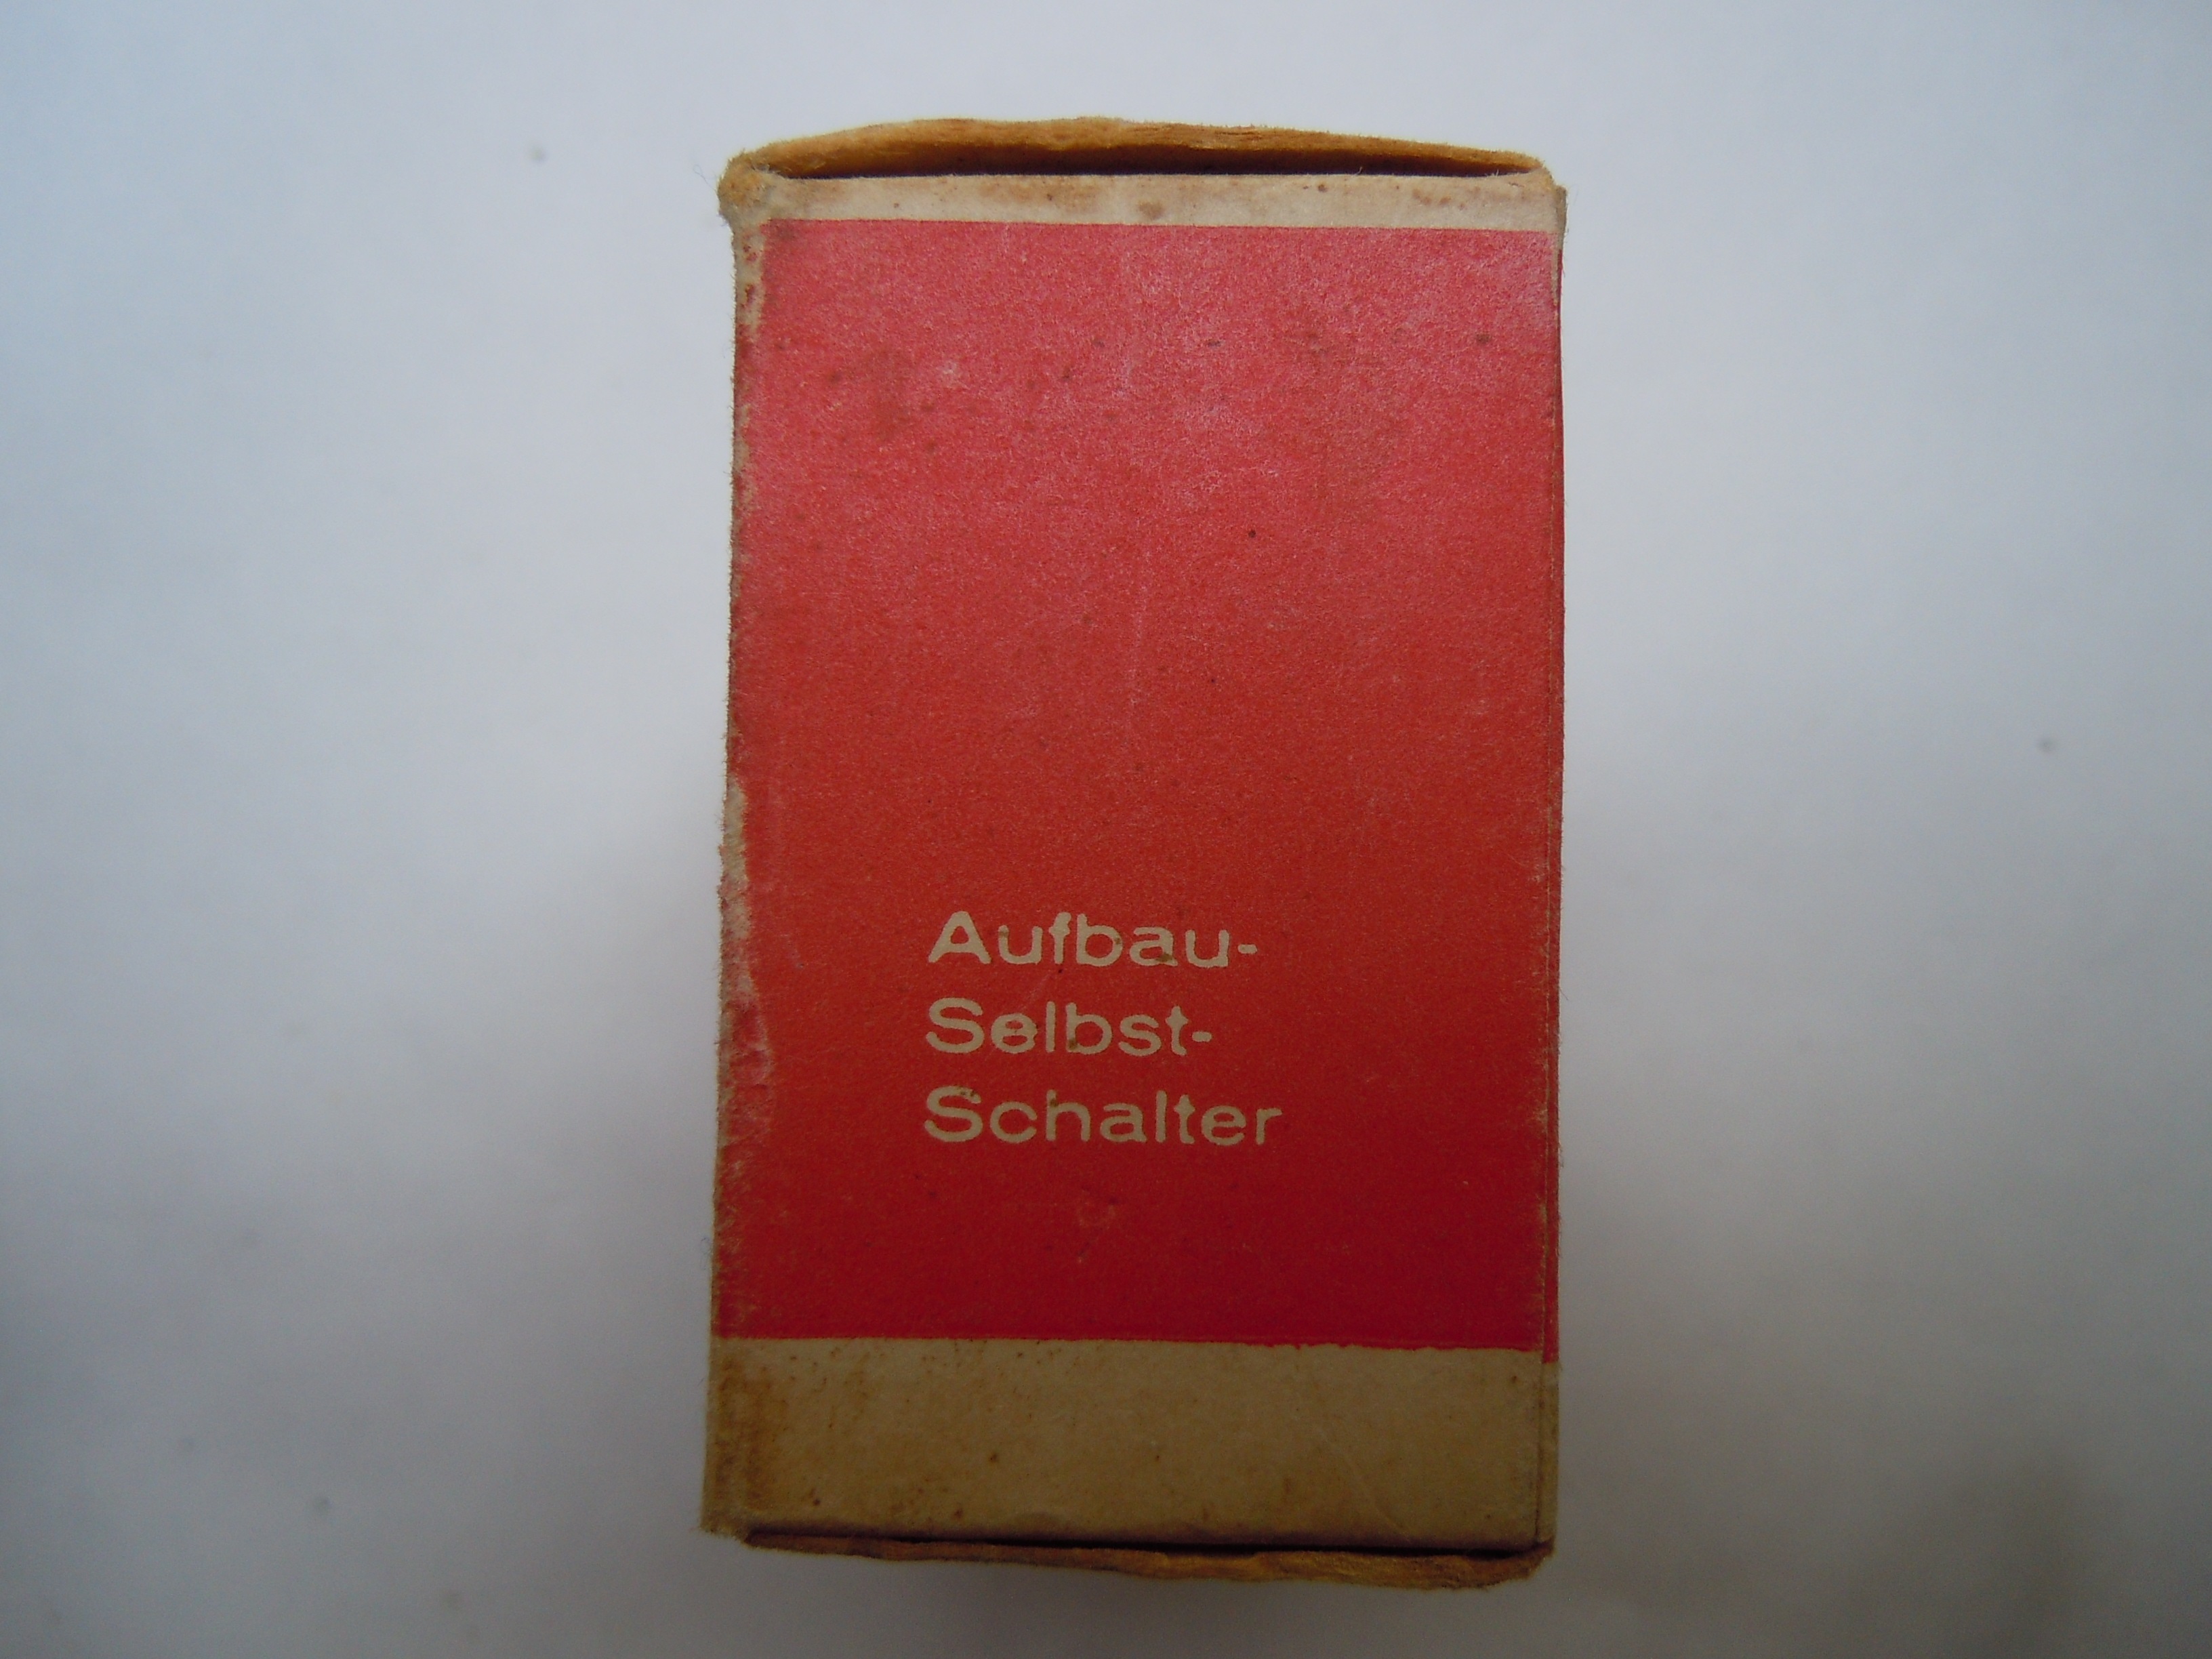 Aufbau-
Selbst-
Schalter